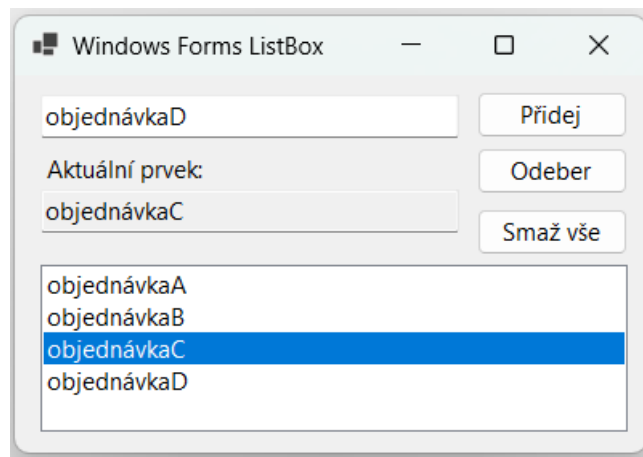 Windows Forms ListBox
objednávkaD
Přidej
Aktuální prvek:
Odeber
objednávkaC
Smaž vše
objednávkaA
objednávkaB
objednávkaC
objednávkaD